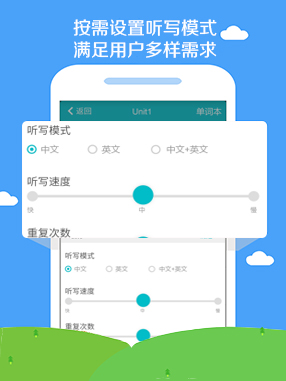 按需设置听写模式
满足用户多样需求
返回 Unit1 单词本
听写模式
中文 英文 中文+英文
听写速度
快 中 慢
重复次数
听写模式
中文 英文 中文+英文
听写速度
快 中 慢
重复次数